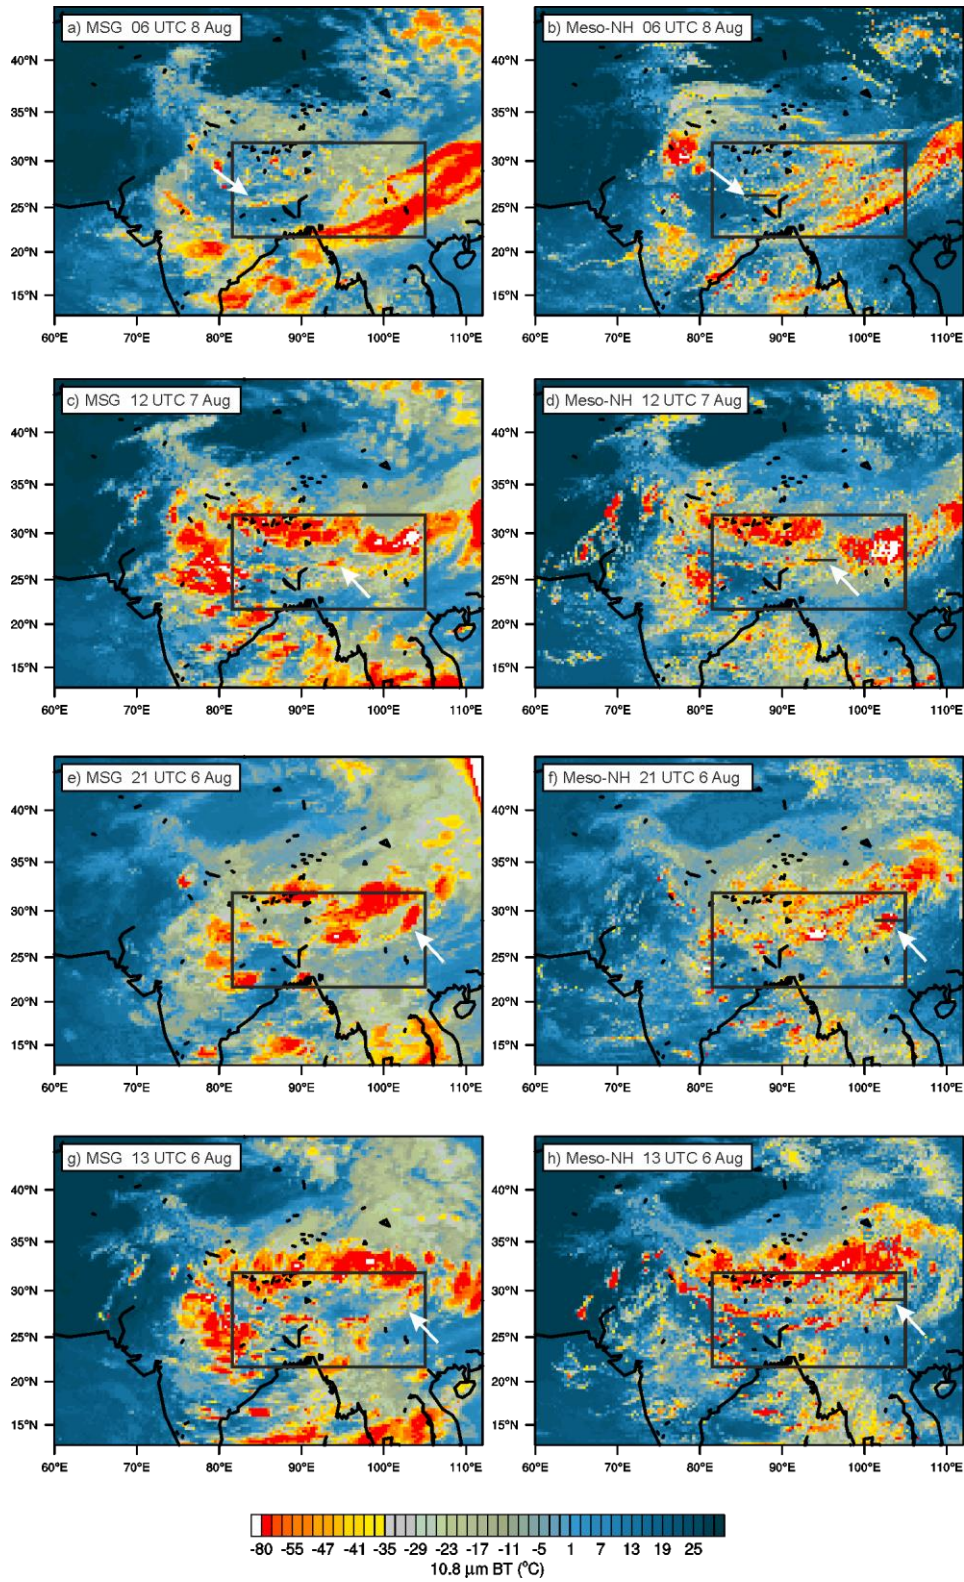 a) MSG 06 UTC 8 Aug
b) Meso-NH 06 UTC 8 Aug
40°N 40°N
35°N 35°N
30°N 30°N
25°N 25°N
20°N 20°N
15°N 15°N
60°E 70°E 80°E 90°E 100°E 110°E
60°E 70°E 80°E 90°E 100°E 110°E
c) MSG 12 UTC 7 Aug
d) Meso-NH 12 UTC 7 Aug
40°N 40°N
35°N 35°N
30°N 30°N
25°N 25°N
20°N 20°N
15°N 15°N
60°E 70°E 80°E 90°E 100°E 110°E
60°E 70°E 80°E 90°E 100°E 110°E
e) MSG 21 UTC 6 Aug
f) Meso-NH 21 UTC 6 Aug
40°N 40°N
35°N 35°N
30°N 30°N
25°N 25°N
20°N 20°N
15°N 15°N
60°E 70°E 80°E 90°E 100°E 110°E
60°E 70°E 80°E 90°E 100°E 110°E
g) MSG 13 UTC 6 Aug
h) Meso-NH 13 UTC 6 Aug
40°N 40°N
35°N 35°N
30°N 30°N
25°N 25°N
20°N 20°N
15°N 15°N
60°E 70°E 80°E 90°E 100°E 110°E
60°E 70°E 80°E 90°E 100°E 110°E
-80 -55 -47 -41 -35 -29 -23 -17 -11 -5 1 7 13 19 25
10.8 µm BT (°C)